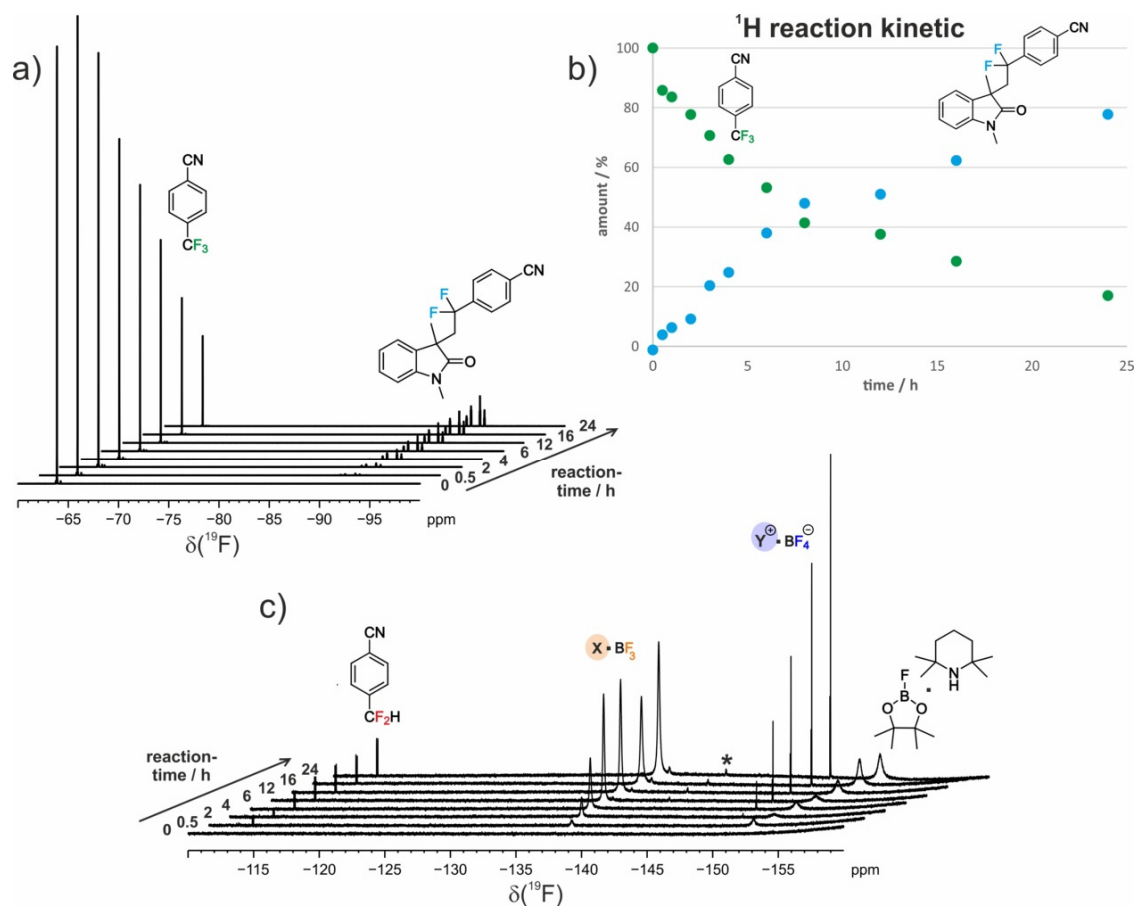 a)
CN
CF₃
CN
F
F
O
N
24
16
12
6
4
2
0.5
0
reaction-
time / h
−65 −70 −75 −80 −85 −90 −95 ppm
δ(¹⁹F)
b)
¹H reaction kinetic
100
80
60
40
20
0
amount / %
CN
CF₃
CN
F
F
O
N
0 5 10 15 20 25
time / h
c)
CN
CF₂H
reaction-
time / h
24
16
12
6
4
2
0.5
0
X · BF₃
Y⊕ · BF₄⊖
*
F
B
O O
·
N
H
−115 −120 −125 −130 −135 −140 −145 −150 −155 ppm
δ(¹⁹F)